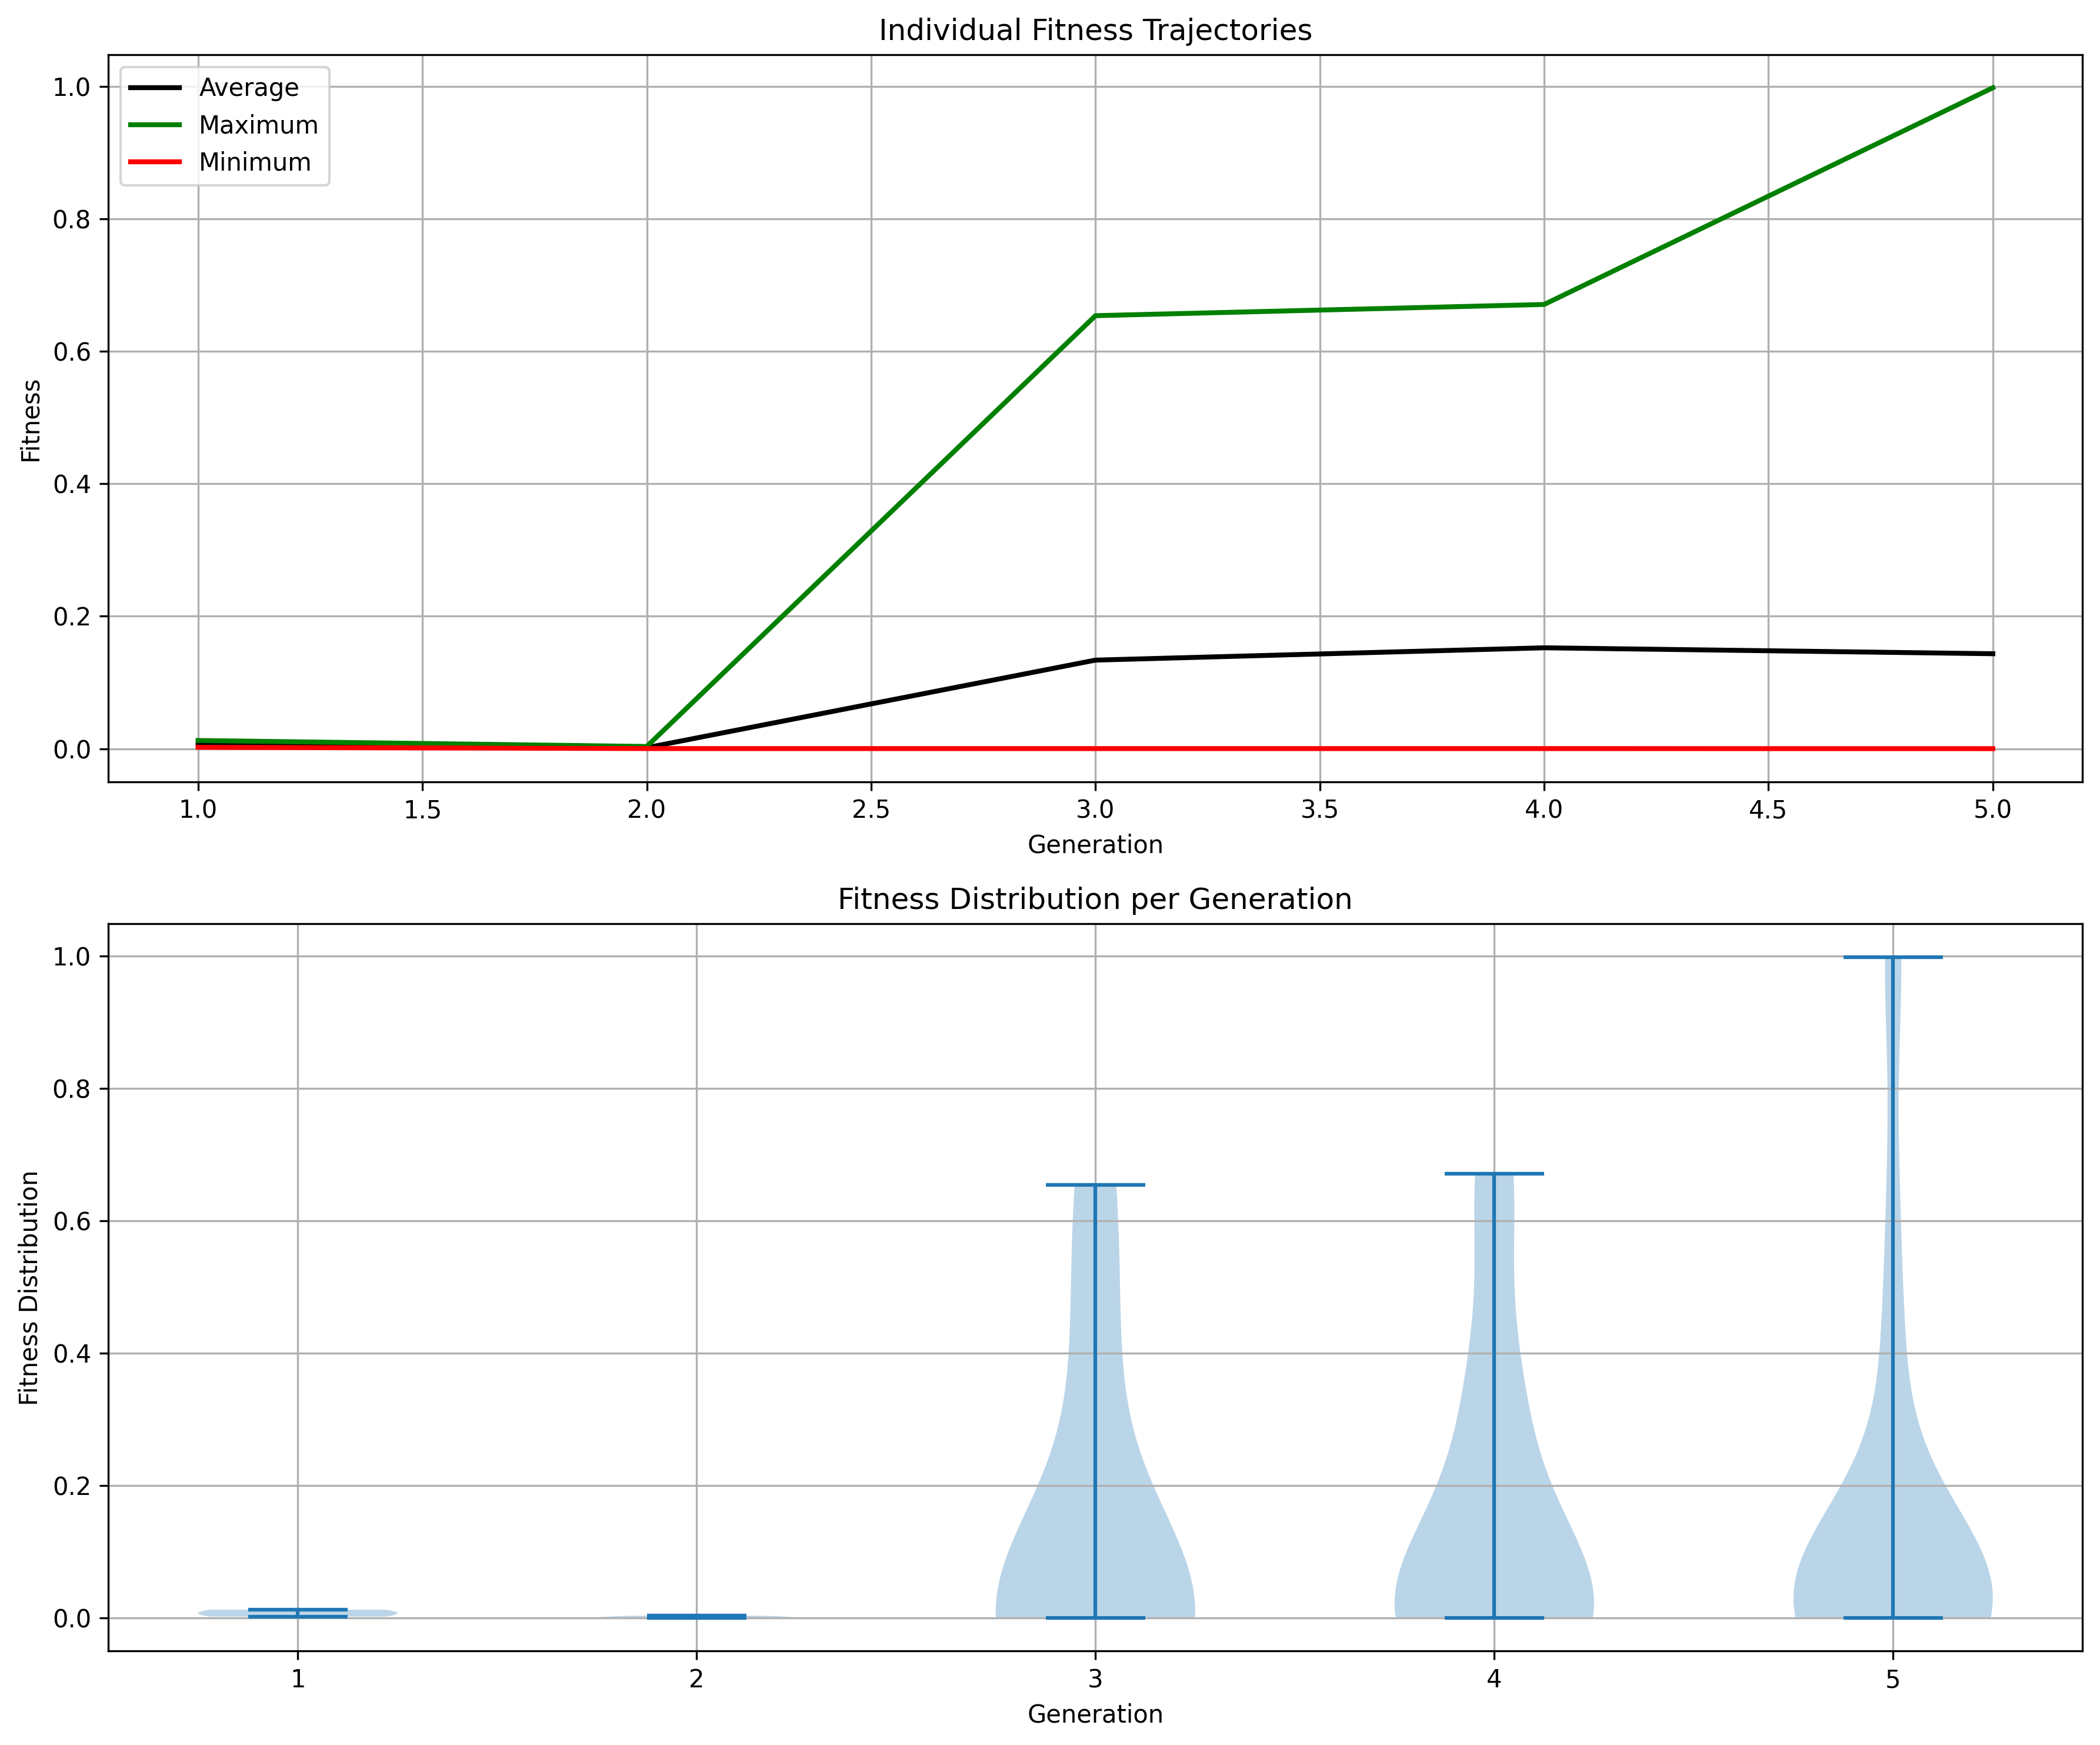 Individual Fitness Trajectories
Average
Maximum
Minimum
1.0
0.8
0.6
0.4
0.2
0.0
Fitness
1.0 1.5 2.0 2.5 3.0 3.5 4.0 4.5 5.0
Generation
Fitness Distribution per Generation
1.0
0.8
0.6
0.4
0.2
0.0
Fitness Distribution
1 2 3 4 5
Generation